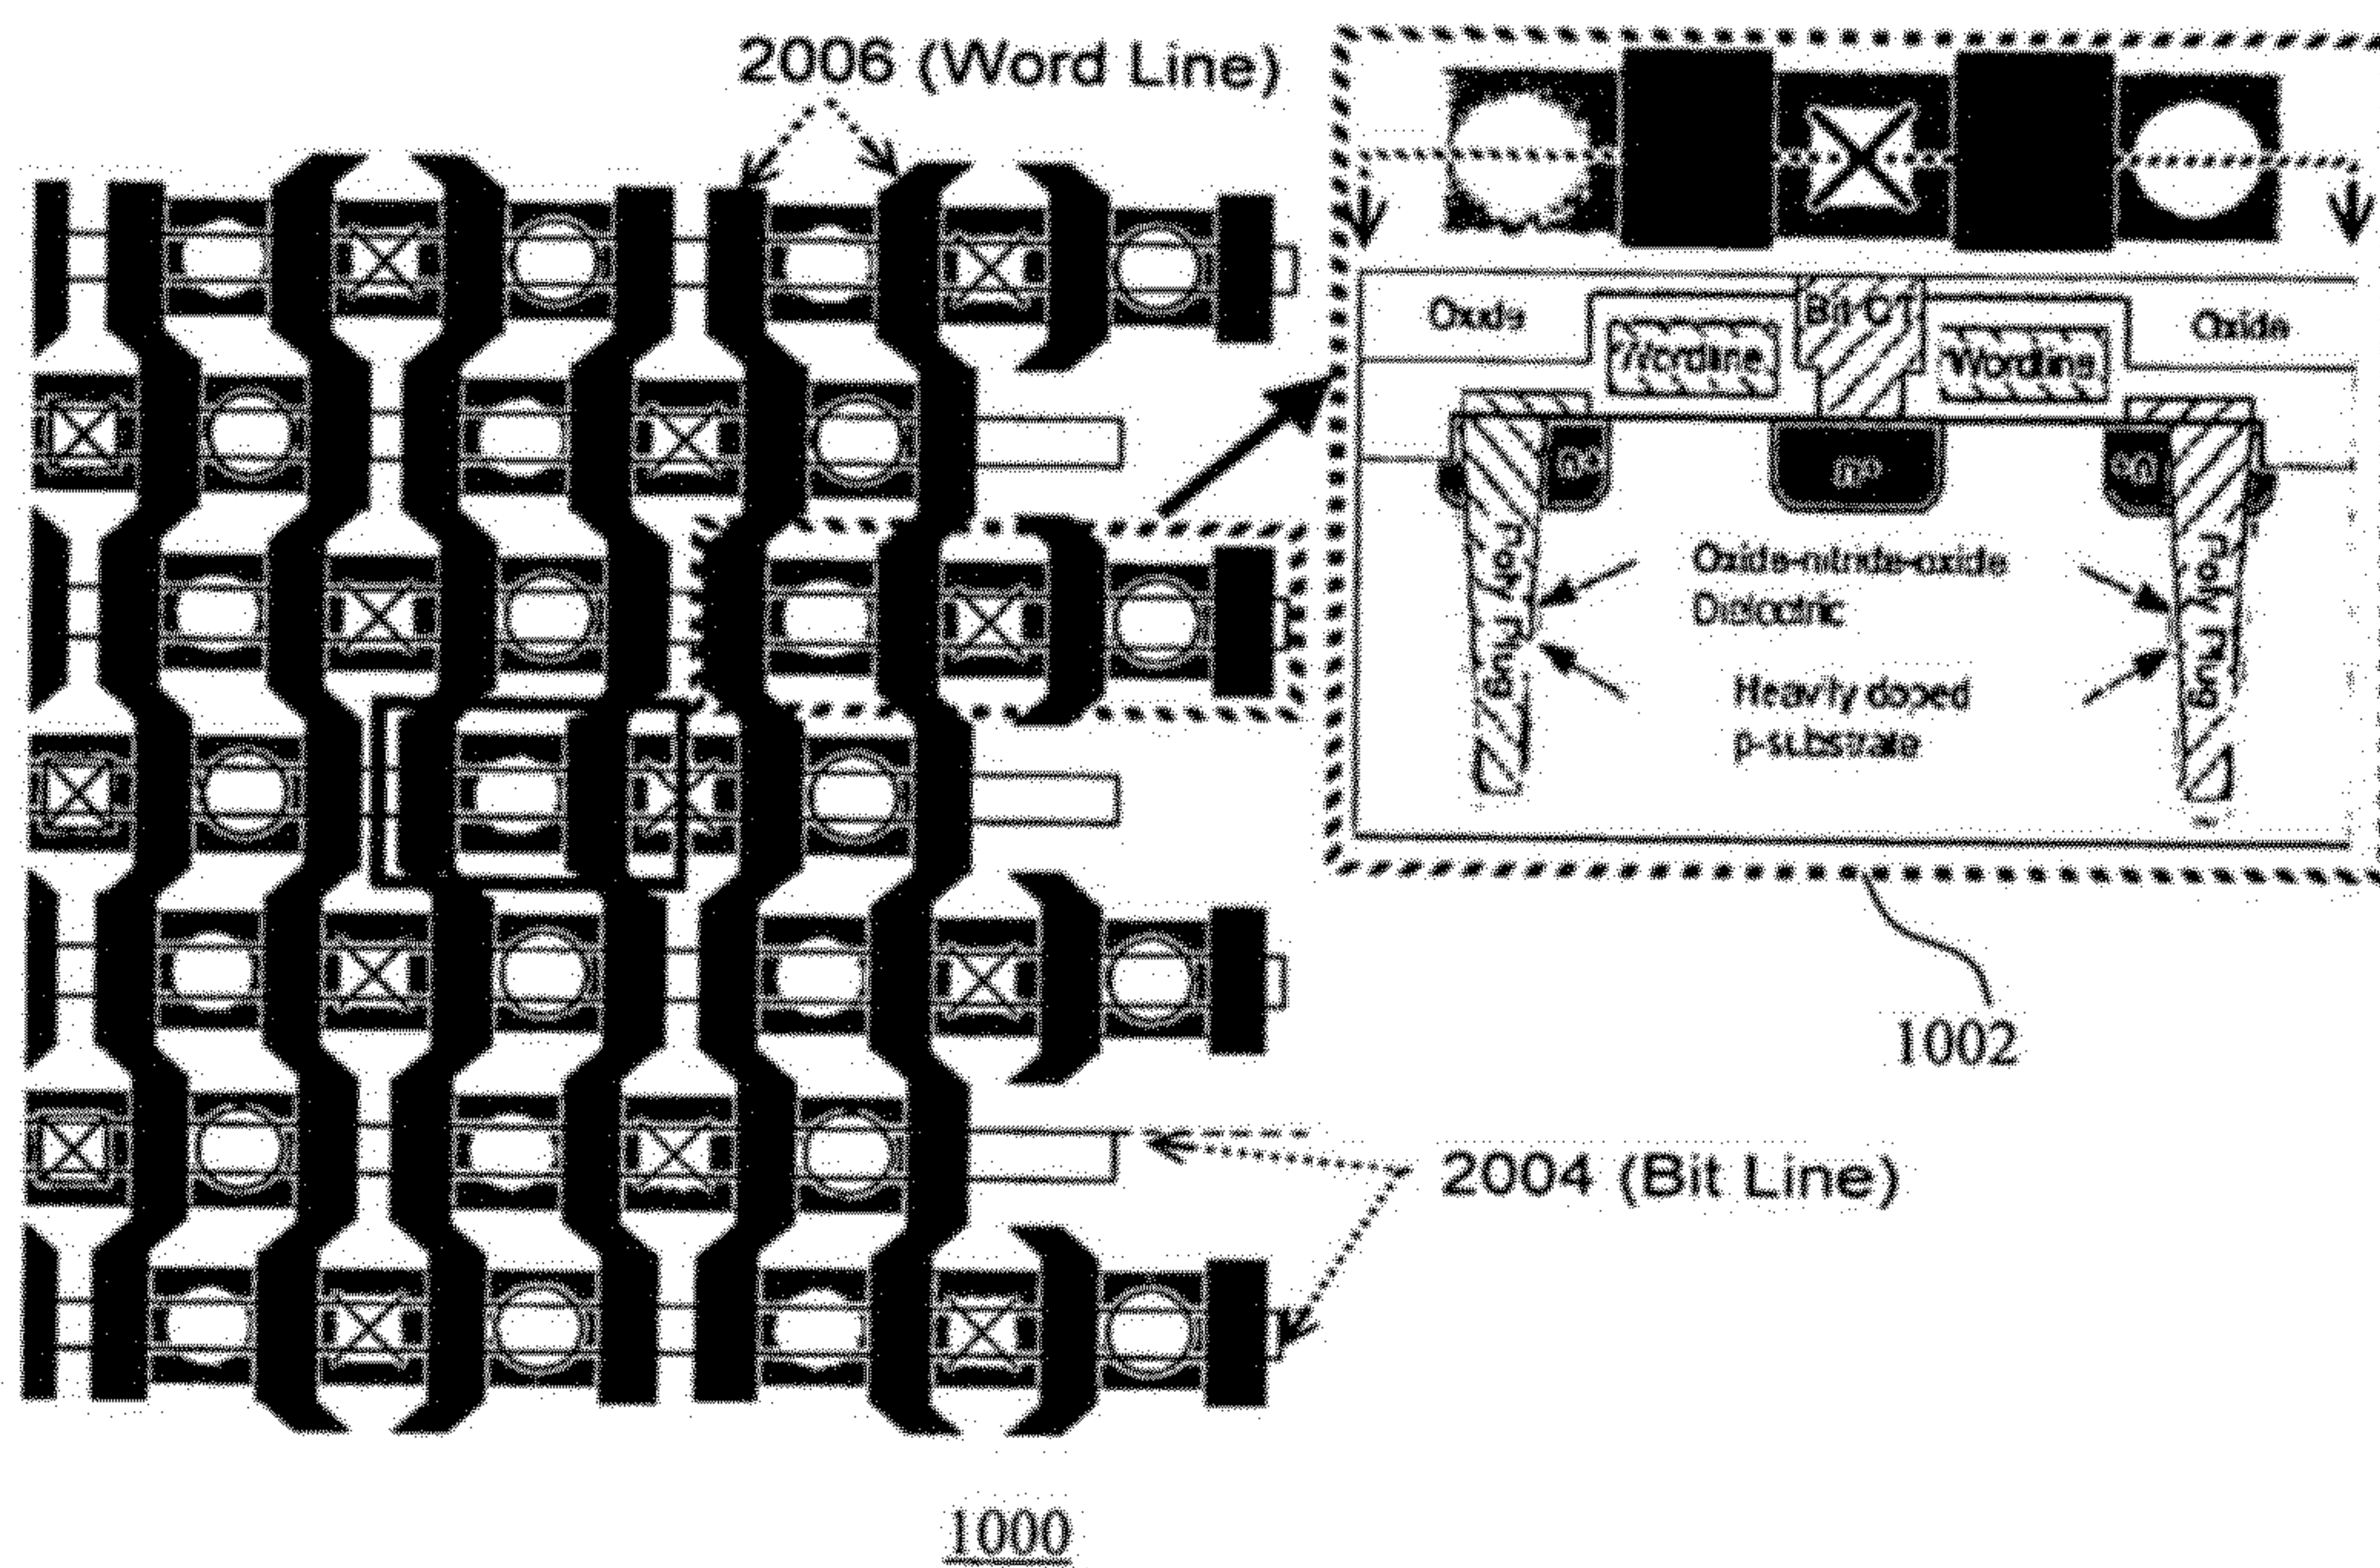 2006 (Word Line)
Oxide
Bit CT
Oxide
Wordline
Wordline
Poly Plug
Oxide-nitride-oxide
Dielectric
Poly Plug
Heavily doped
p-substrate
1002
2004 (Bit Line)
1000